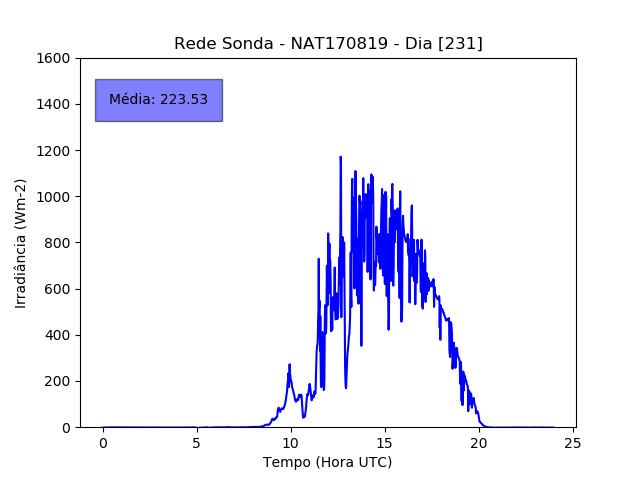 Rede Sonda - NAT170819 - Dia [231]
1600
1400
1200
1000
800
600
400
200
0
Média: 223.53
Irradiância (Wm-2)
0 5 10 15 20 25
Tempo (Hora UTC)